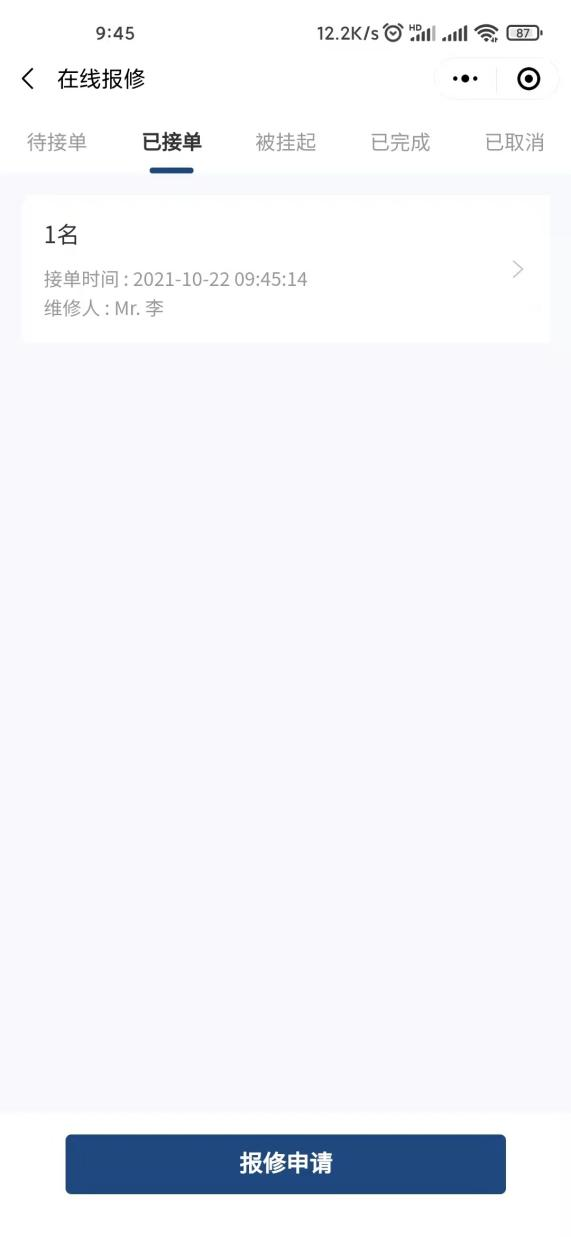 9:45 12.2K/s HD 87
在线报修
待接单 已接单 被挂起 已完成 已取消
1名
接单时间 : 2021-10-22 09:45:14
维修人 : Mr. 李
报修申请